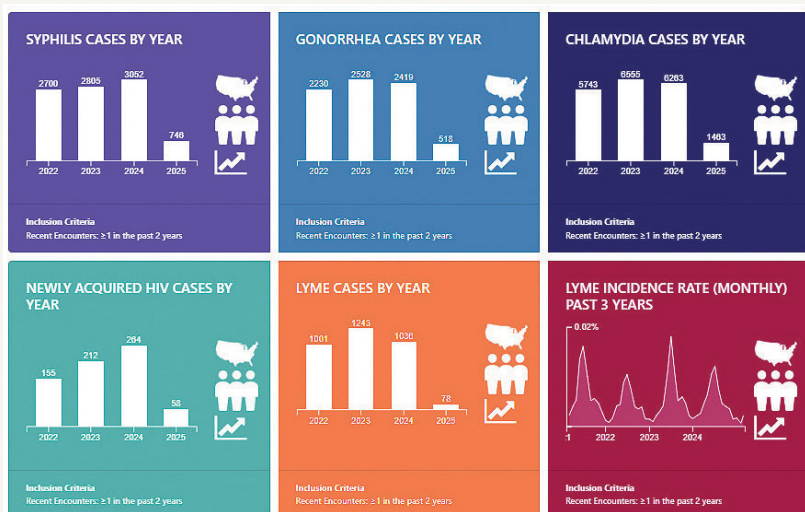 SYPHILIS CASES BY YEAR
2700
2805
3052
746
2022
2023
2024
2025
Inclusion Criteria
Recent Encounters: ≥1 in the past 2 years
GONORRHEA CASES BY YEAR
2230
2528
2419
518
2022
2023
2024
2025
Inclusion Criteria
Recent Encounters: ≥1 in the past 2 years
CHLAMYDIA CASES BY YEAR
5743
6555
6263
1463
2022
2023
2024
2025
Inclusion Criteria
Recent Encounters: ≥1 in the past 2 years
NEWLY ACQUIRED HIV CASES BY
YEAR
155
212
264
58
2022
2023
2024
2025
Inclusion Criteria
Recent Encounters: ≥1 in the past 2 years
LYME CASES BY YEAR
1001
1243
1036
78
2022
2023
2024
2025
Inclusion Criteria
Recent Encounters: ≥1 in the past 2 years
LYME INCIDENCE RATE (MONTHLY)
PAST 3 YEARS
0.02%
:1
2022
2023
2024
Inclusion Criteria
Recent Encounters: ≥1 in the past 2 years